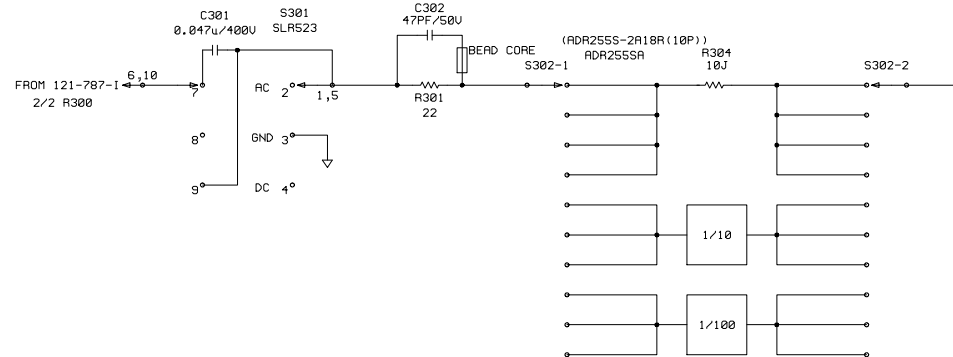 C301
0.047u/400V
S301
SLR523
C302
47PF/50V
BEAD CORE
(ADR255S-2A18R(10P))
ADR255SA
R304
10J
S302-1
S302-2
FROM 121-787-I
2/2 R300
6,10
7
AC 2
1,5
R301
22
8
GND 3
9
DC 4
1/10
1/100